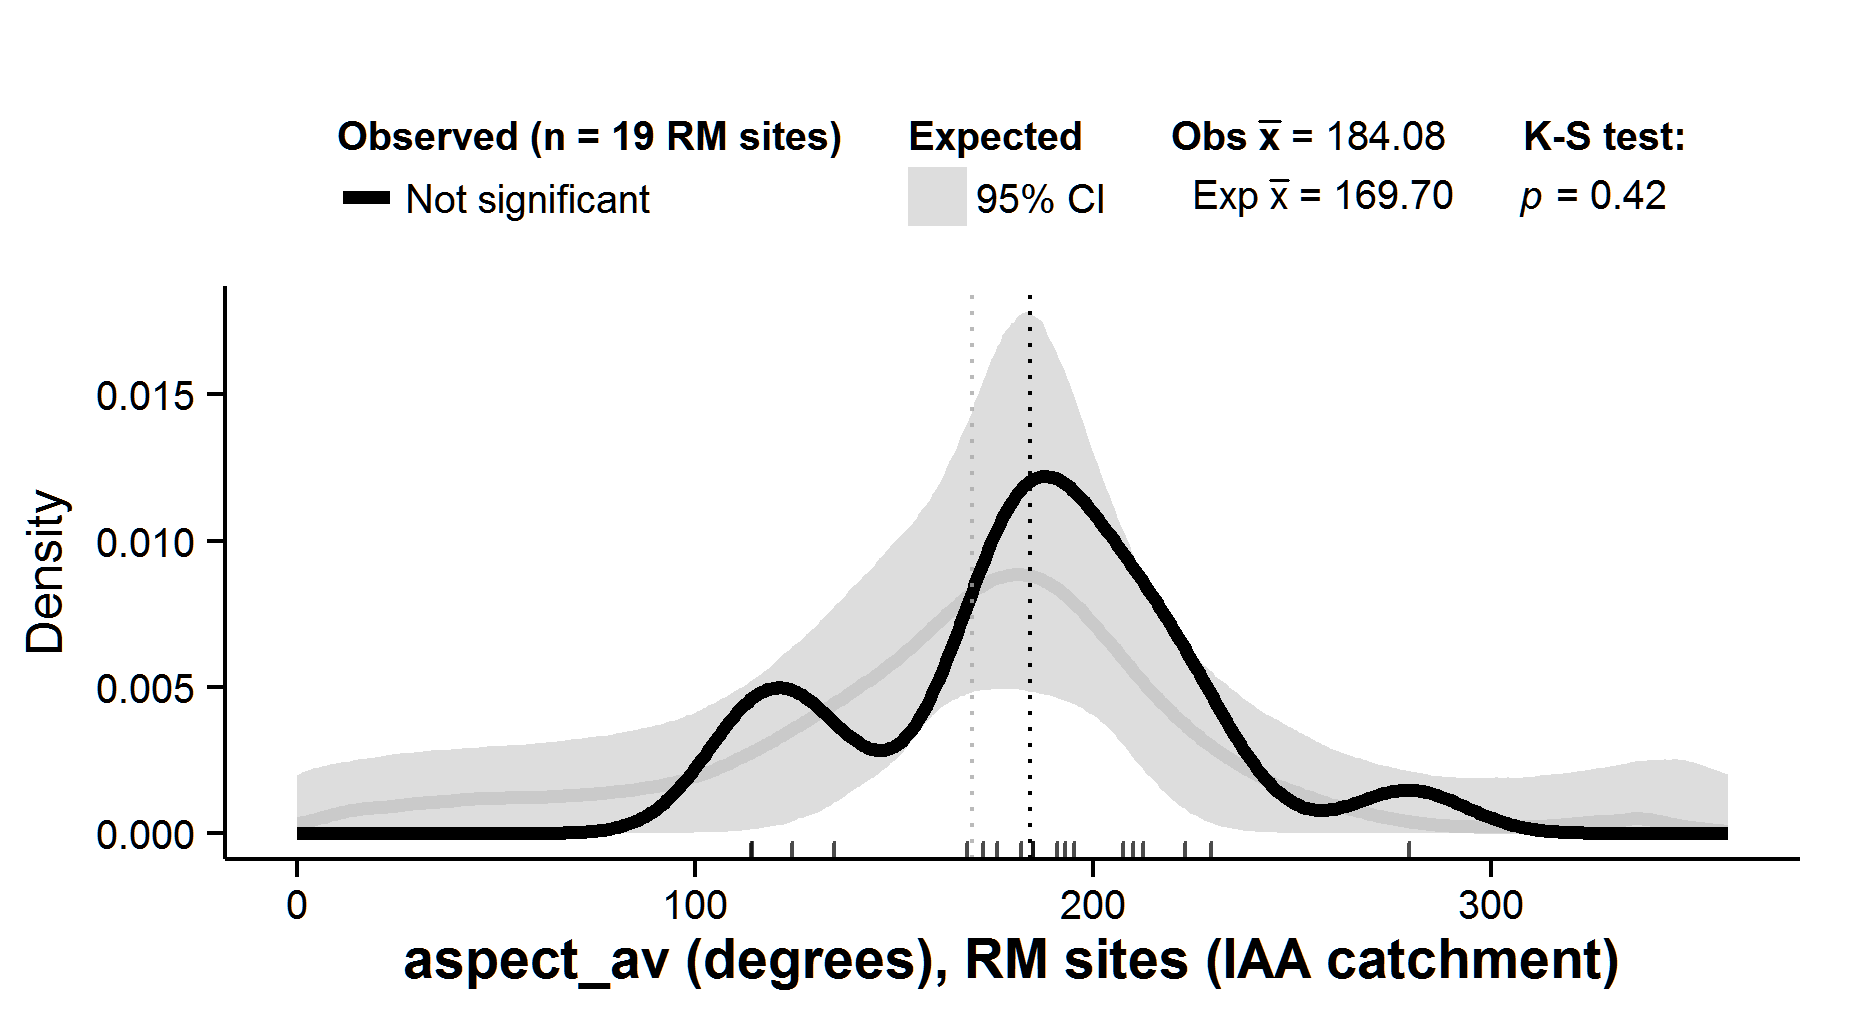 Observed (n = 19 RM sites) Expected Obs x̅ = 184.08 K-S test:
Not significant 95% CI Exp x̅ = 169.70 p = 0.42
0.015
0.010
0.005
0.000
Density
0 100 200 300
aspect_av (degrees), RM sites (IAA catchment)